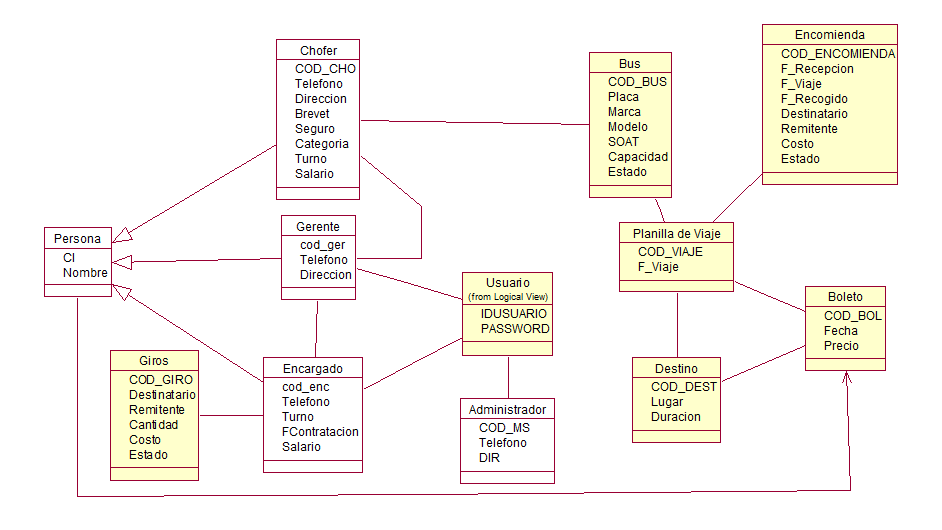 Chofer
COD_CHO
Telefono
Direccion
Brevet
Seguro
Categoria
Turno
Salario
Bus
COD_BUS
Placa
Marca
Modelo
SOAT
Capacidad
Estado
Encomienda
COD_ENCOMIENDA
F_Recepcion
F_Viaje
F_Recogido
Destinatario
Remitente
Costo
Estado
Persona
CI
Nombre
Gerente
cod_ger
Telefono
Direccion
Usuario
(from Logical View)
IDUSUARIO
PASSWORD
Planilla de Viaje
COD_VIAJE
F_Viaje
Boleto
COD_BOL
Fecha
Precio
Giros
COD_GIRO
Destinatario
Remitente
Cantidad
Costo
Estado
Encargado
cod_enc
Telefono
Turno
FContratacion
Salario
Administrador
COD_MS
Telefono
DIR
Destino
COD_DEST
Lugar
Duracion